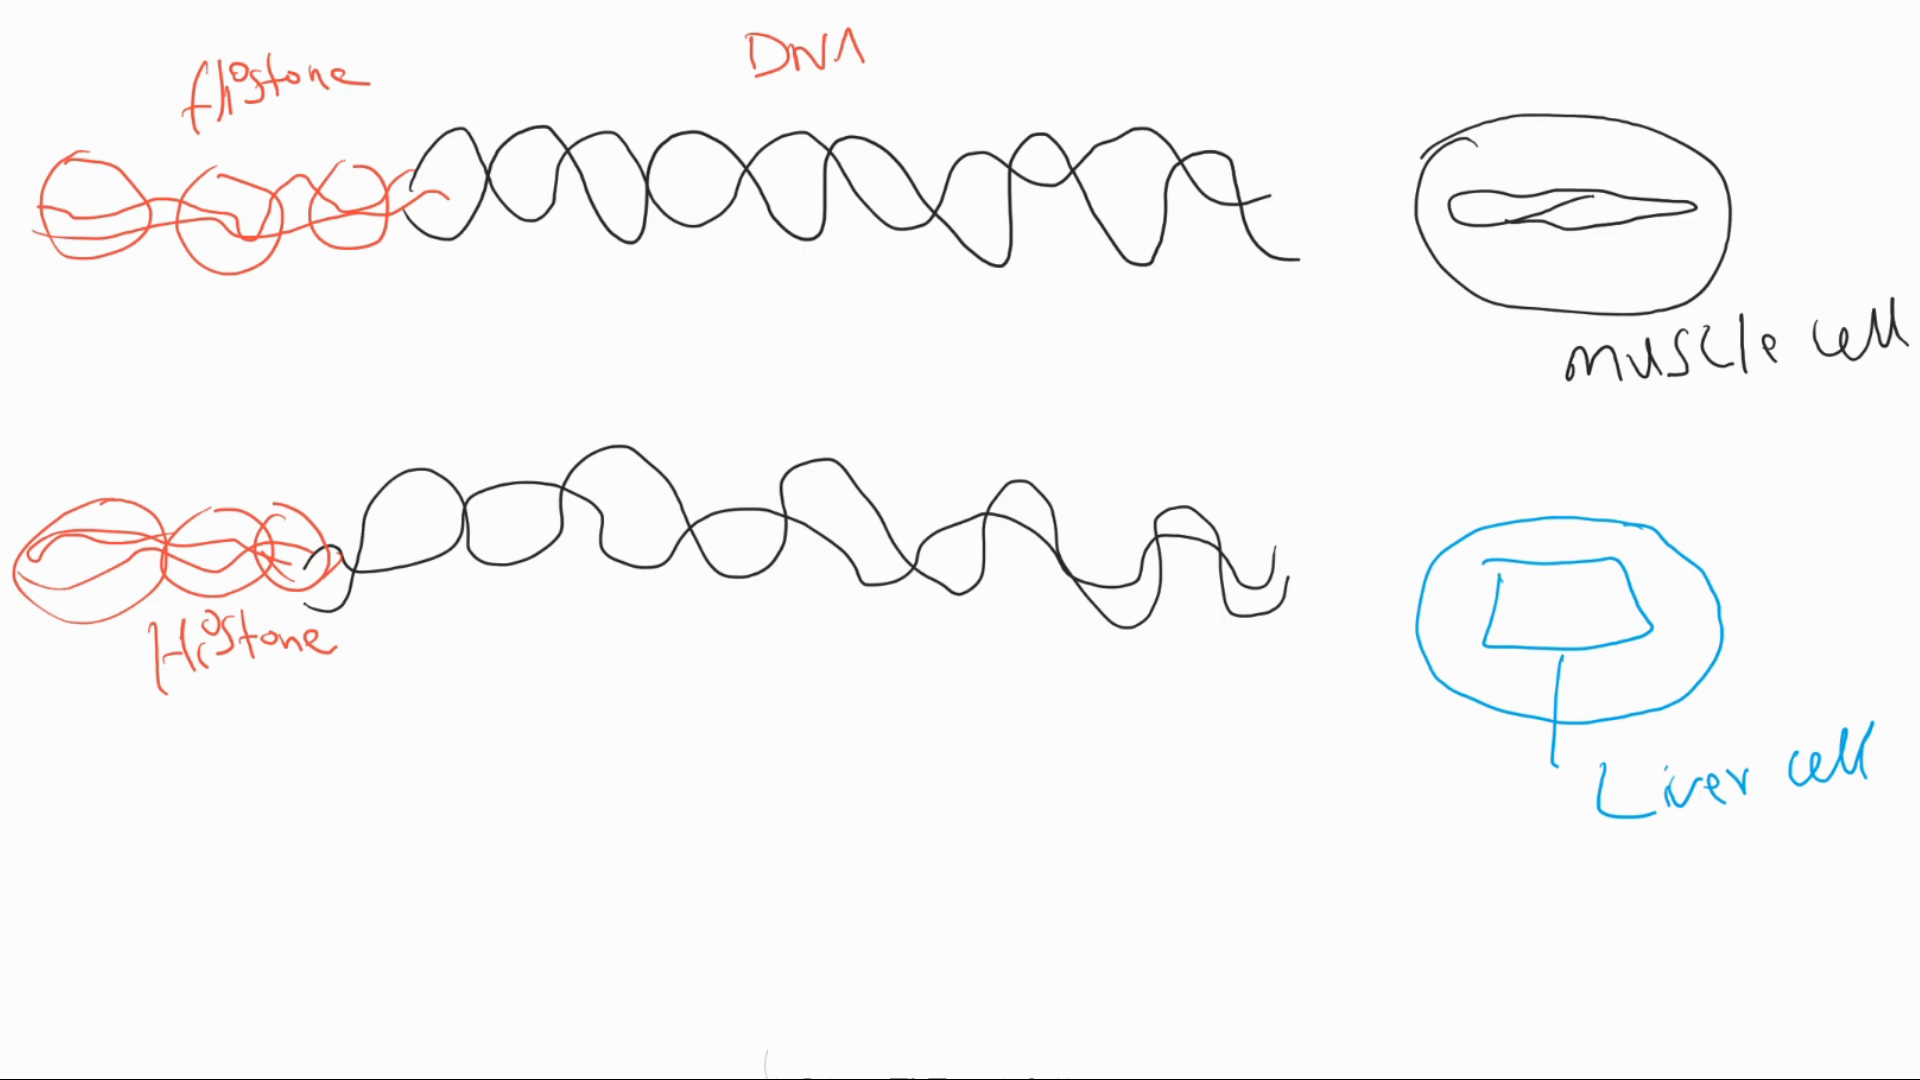 Histone
DNA
muscle cell
Histone
Liver cell